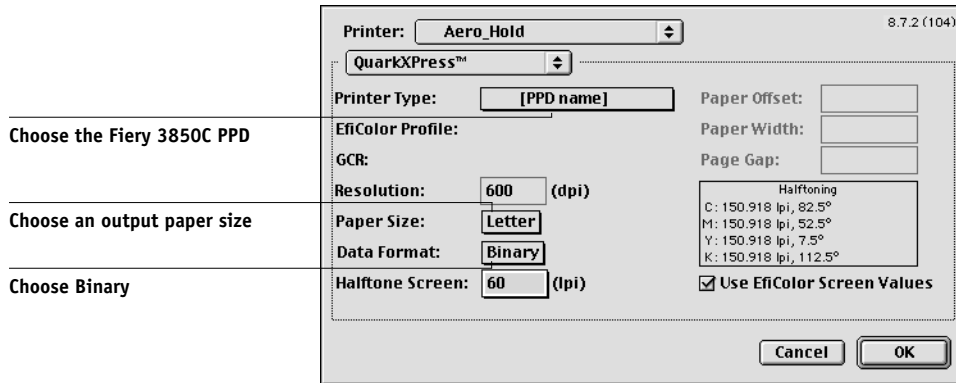 8.7.2 (104)
Printer: Aero_Hold
QuarkXPress™
Printer Type: [PPD name]
Paper Offset:
Choose the Fiery 3850C PPD
EfiColor Profile:
Paper Width:
GCR:
Page Gap:
Resolution: 600 (dpi)
Halftoning
C: 150.918 lpi, 82.5°
M: 150.918 lpi, 52.5°
Y: 150.918 lpi, 7.5°
K: 150.918 lpi, 112.5°
Choose an output paper size
Paper Size: Letter
Data Format: Binary
Choose Binary
Halftone Screen: 60 (lpi)
Use EfiColor Screen Values
Cancel
OK